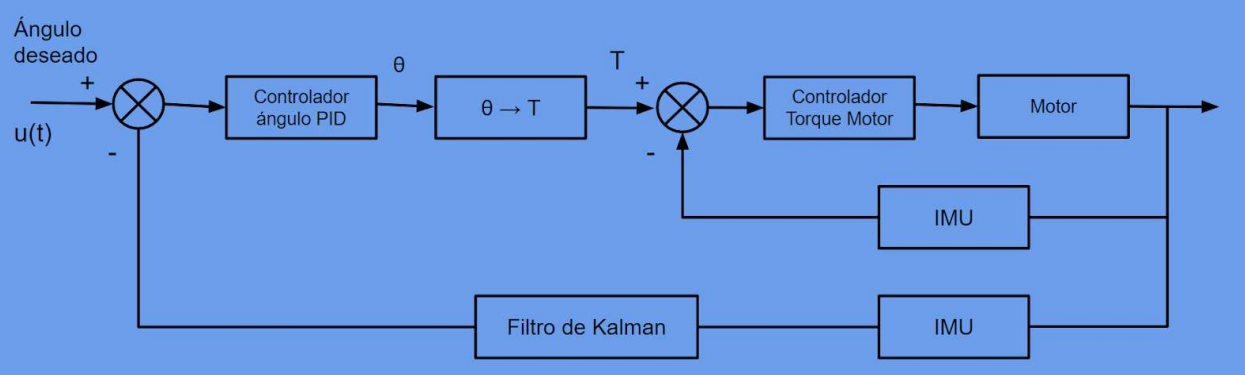 Ángulo
deseado
+
u(t)
-
Controlador
ángulo PID
θ
θ → T
T
+
-
Controlador
Torque Motor
Motor
IMU
Filtro de Kalman
IMU